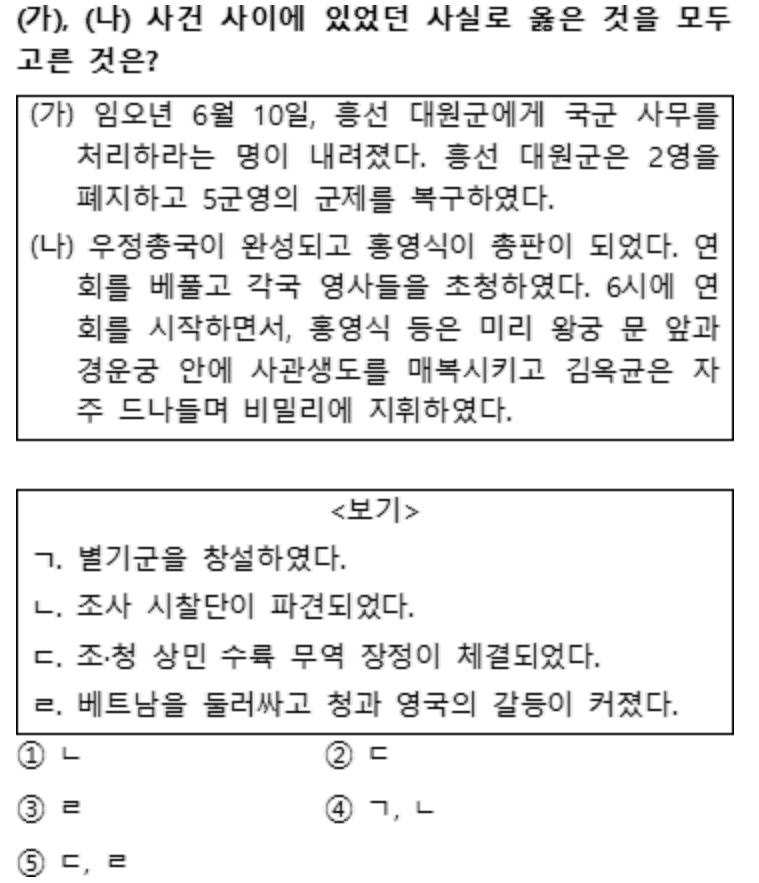 (가), (나) 사건 사이에 있었던 사실로 옳은 것을 모두
고른 것은?
(가) 임오년 6월 10일, 흥선 대원군에게 국군 사무를
처리하라는 명이 내려졌다. 흥선 대원군은 2영을
폐지하고 5군영의 군제를 복구하였다.
(나) 우정총국이 완성되고 홍영식이 총판이 되었다. 연
회를 베풀고 각국 영사들을 초청하였다. 6시에 연
회를 시작하면서, 홍영식 등은 미리 왕궁 문 앞과
경운궁 안에 사관생도를 매복시키고 김옥균은 자
주 드나들며 비밀리에 지휘하였다.
<보기>
ㄱ. 별기군을 창설하였다.
ㄴ. 조사 시찰단이 파견되었다.
ㄷ. 조·청 상민 수륙 무역 장정이 체결되었다.
ㄹ. 베트남을 둘러싸고 청과 영국의 갈등이 커졌다.
① ㄴ ② ㄷ
③ ㄹ ④ ㄱ, ㄴ
⑤ ㄷ, ㄹ